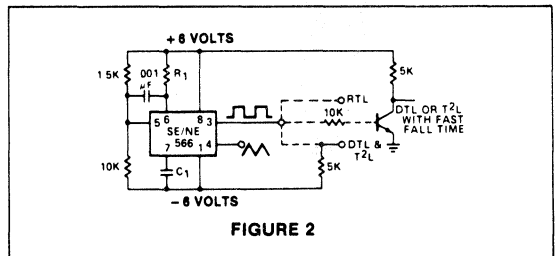 +6 VOLTS
1 5K
001
μF
R1
5K
RTL
10K
DTL OR T²L
WITH FAST
FALL TIME
5
6
8
3
SE/NE
566
7
1
4
10K
C1
DTL &
T²L
5K
−6 VOLTS
FIGURE 2